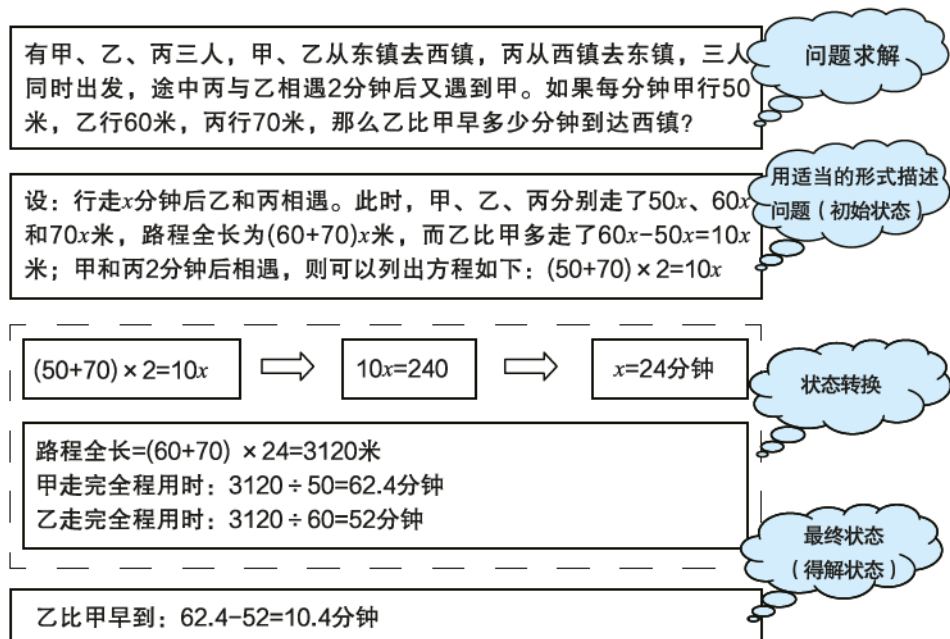 有甲、乙、丙三人，甲、乙从东镇去西镇，丙从西镇去东镇，三人
同时出发，途中丙与乙相遇2分钟后又遇到甲。如果每分钟甲行50
米，乙行60米，丙行70米，那么乙比甲早多少分钟到达西镇？
问题求解
设：行走x分钟后乙和丙相遇。此时，甲、乙、丙分别走了50x、60x
和70x米，路程全长为(60+70)x米，而乙比甲多走了60x−50x=10x
米；甲和丙2分钟后相遇，则可以列出方程如下：(50+70)×2=10x
用适当的形式描述
问题（初始状态）
(50+70)×2=10x
10x=240
x=24分钟
状态转换
路程全长=(60+70) ×24=3120米
甲走完全程用时：3120÷50=62.4分钟
乙走完全程用时：3120÷60=52分钟
最终状态
（得解状态）
乙比甲早到：62.4−52=10.4分钟